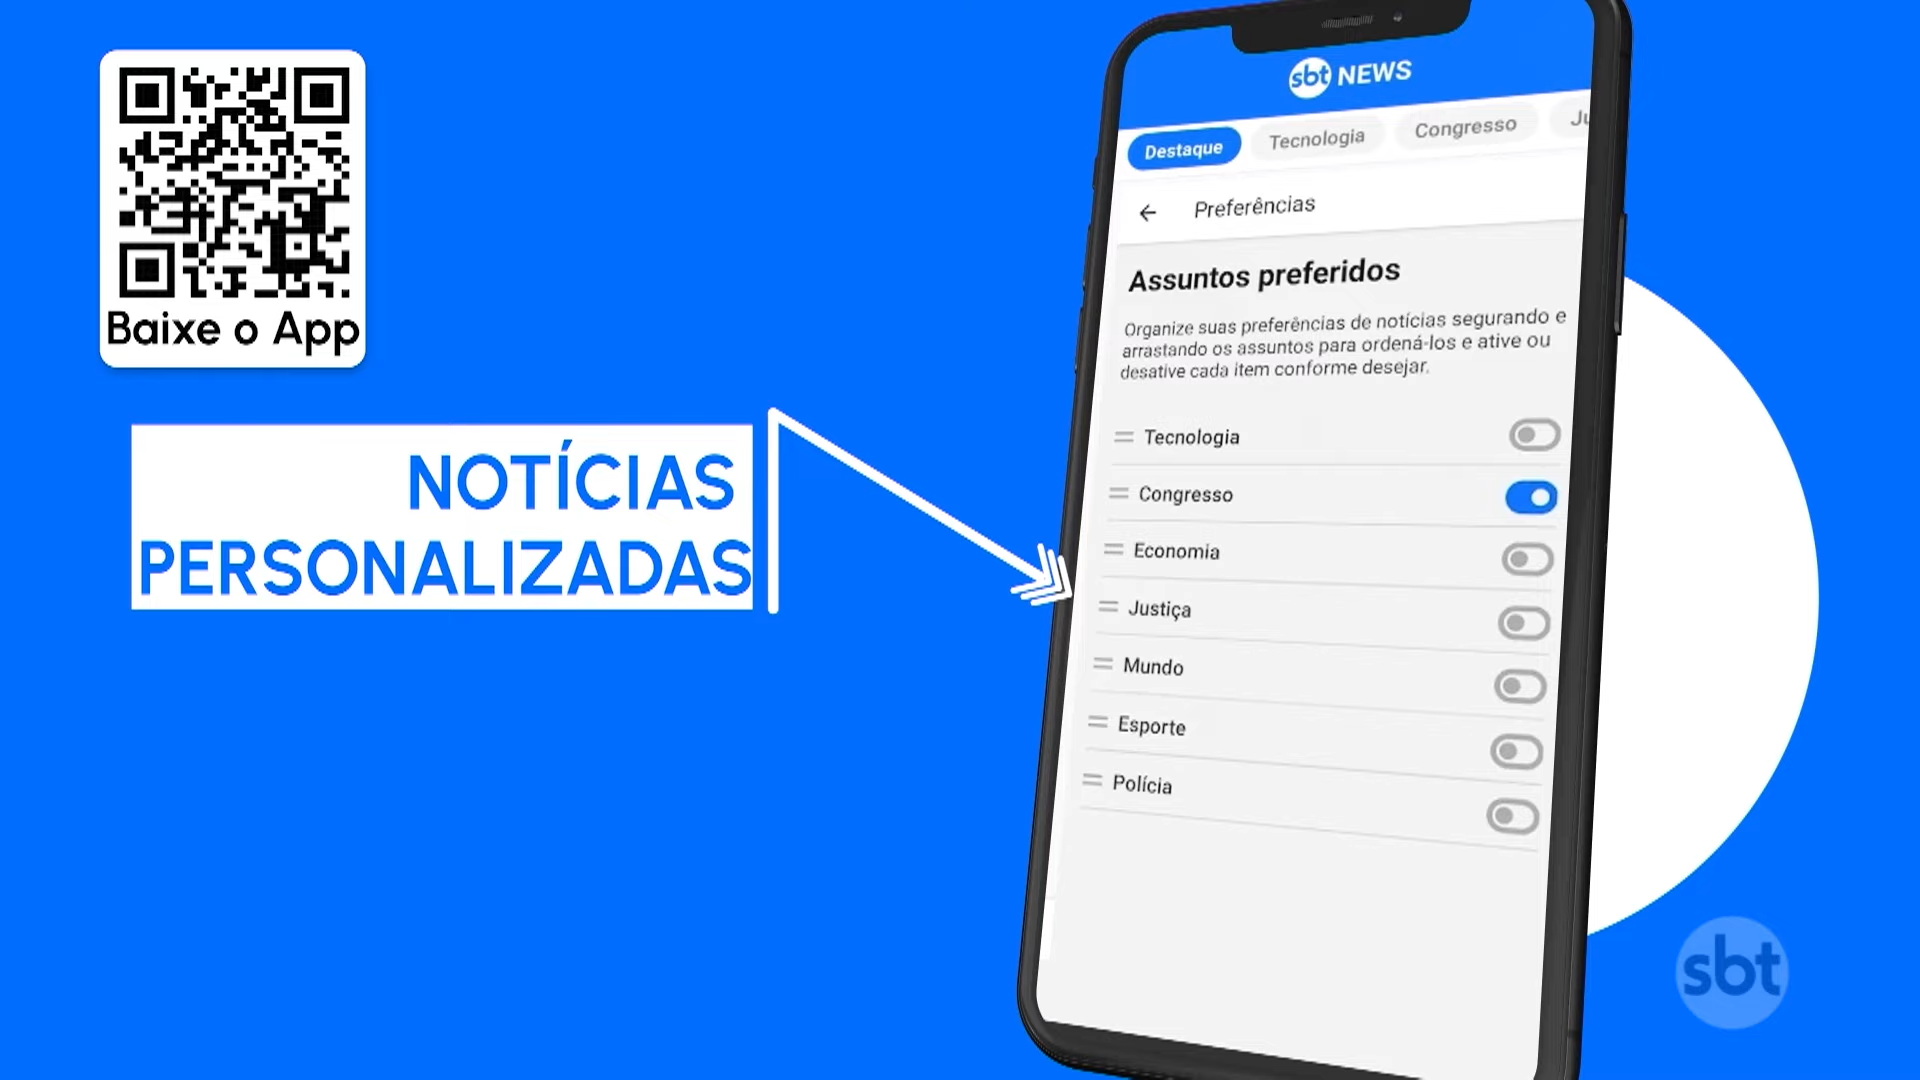 Baixe o App
NOTÍCIAS
PERSONALIZADAS
sbt NEWS
Destaque Tecnologia Congresso Ju
Preferências
Assuntos preferidos
Organize suas preferências de notícias segurando e
arrastando os assuntos para ordená-los e ative ou
desative cada item conforme desejar.
Tecnologia
Congresso
Economia
Justiça
Mundo
Esporte
Polícia
sbt